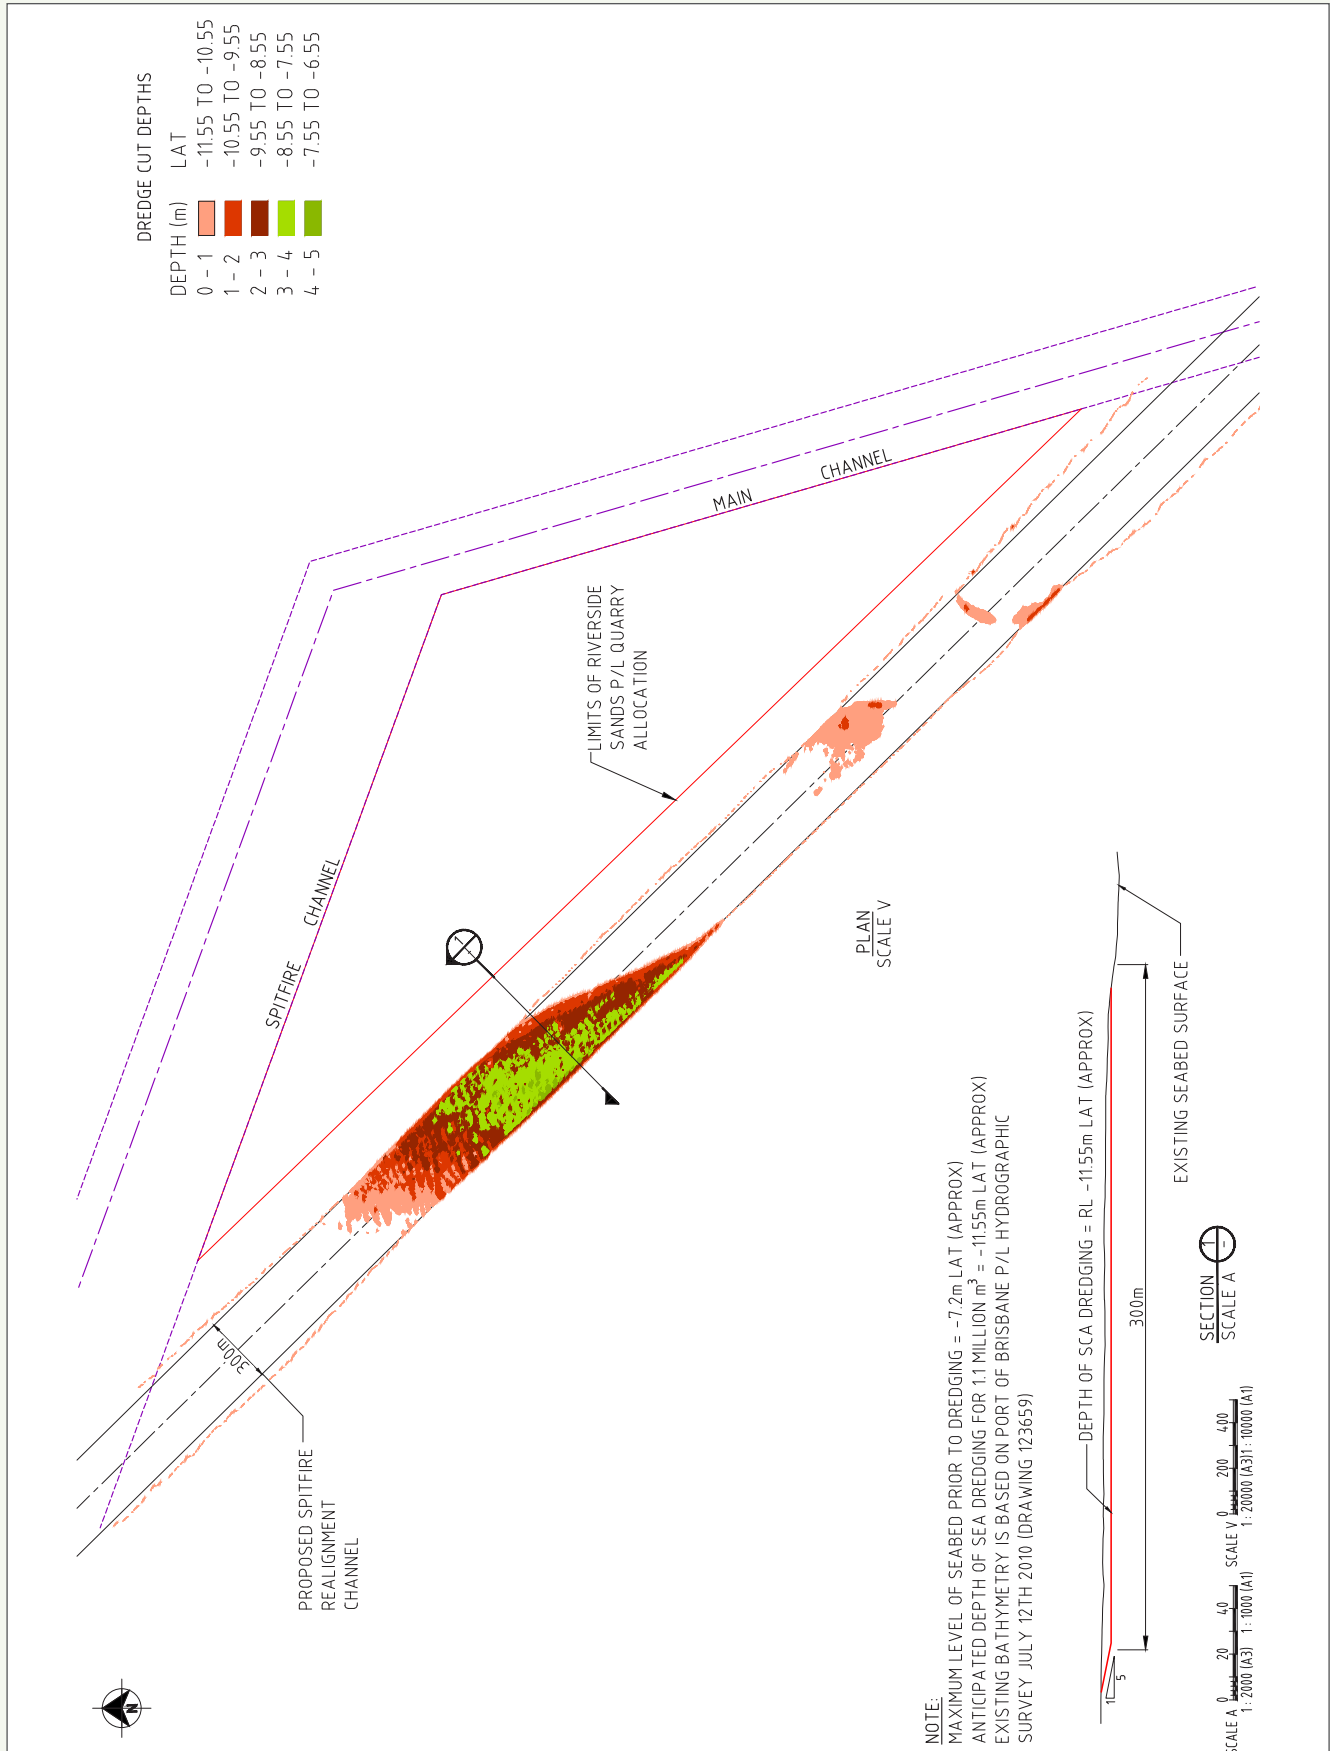 DREDGE CUT DEPTHS
DEPTH (m) LAT
0 - 1 -11.55 TO -10.55
1 - 2 -10.55 TO -9.55
2 - 3 -9.55 TO -8.55
3 - 4 -8.55 TO -7.55
4 - 5 -7.55 TO -6.55
MAIN CHANNEL
SPITFIRE CHANNEL
LIMITS OF RIVERSIDE
SANDS P/L QUARRY
ALLOCATION
1
-
300m
PROPOSED SPITFIRE
REALIGNMENT
CHANNEL
N
PLAN
SCALE V
NOTE:
MAXIMUM LEVEL OF SEABED PRIOR TO DREDGING = -7.2m LAT (APPROX)
ANTICIPATED DEPTH OF SEA DREDGING FOR 1.1 MILLION m³ = -11.55m LAT (APPROX)
EXISTING BATHYMETRY IS BASED ON PORT OF BRISBANE P/L HYDROGRAPHIC
SURVEY JULY 12TH 2010 (DRAWING 123659)
DEPTH OF SCA DREDGING = RL -11.55m LAT (APPROX)
1
5
300m
EXISTING SEABED SURFACE
SECTION
SCALE A
1
-
SCALE A 0 20 40
1 : 2000 (A3) 1 : 1000 (A1)
SCALE V 0 200 400
1 : 20000 (A3) 1 : 10000 (A1)